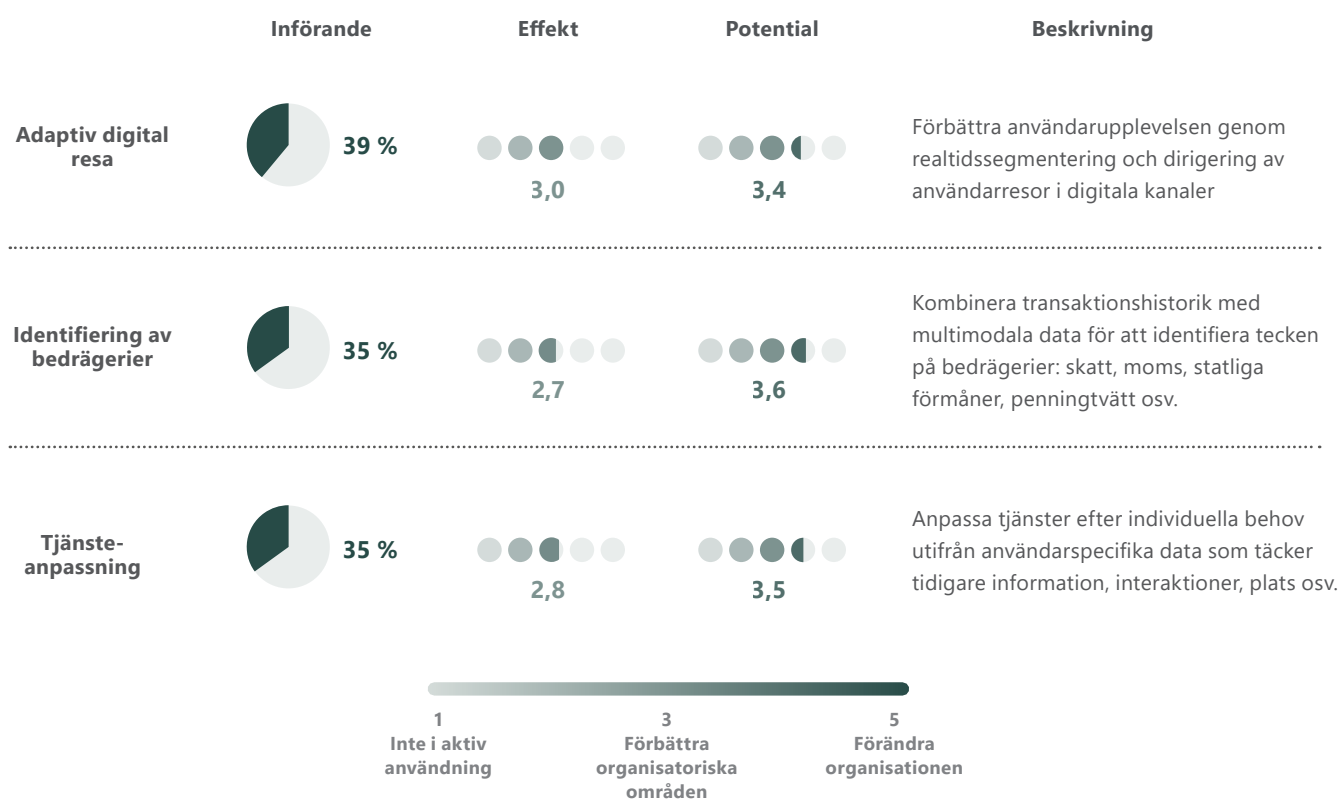 Införande
Effekt
Potential
Beskrivning
Adaptiv digital
resa
39 %
3,0
3,4
Förbättra användarupplevelsen genom
realtidssegmentering och dirigering av
användarresor i digitala kanaler
Identifiering av
bedrägerier
35 %
2,7
3,6
Kombinera transaktionshistorik med
multimodala data för att identifiera tecken
på bedrägerier: skatt, moms, statliga
förmåner, penningtvätt osv.
Tjänste-
anpassning
35 %
2,8
3,5
Anpassa tjänster efter individuella behov
utifrån användarspecifika data som täcker
tidigare information, interaktioner, plats osv.
1
Inte i aktiv
användning
3
Förbättra
organisatoriska
områden
5
Förändra
organisationen